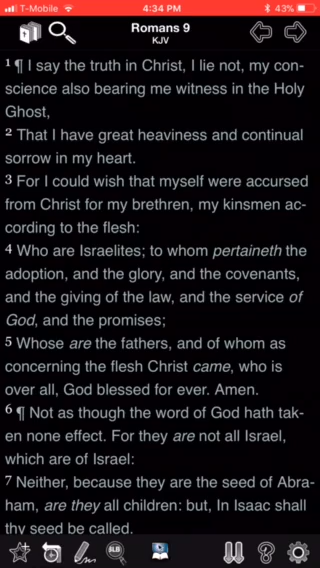 T-Mobile 4:34 PM 43%
Romans 9
KJV
1 ¶ I say the truth in Christ, I lie not, my con-
science also bearing me witness in the Holy
Ghost,
2 That I have great heaviness and continual
sorrow in my heart.
3 For I could wish that myself were accursed
from Christ for my brethren, my kinsmen ac-
cording to the flesh:
4 Who are Israelites; to whom pertaineth the
adoption, and the glory, and the covenants,
and the giving of the law, and the service of
God, and the promises;
5 Whose are the fathers, and of whom as
concerning the flesh Christ came, who is
over all, God blessed for ever. Amen.
6 ¶ Not as though the word of God hath tak-
en none effect. For they are not all Israel,
which are of Israel:
7 Neither, because they are the seed of Abra-
ham, are they all children: but, In Isaac shall
thy seed be called.
BLB